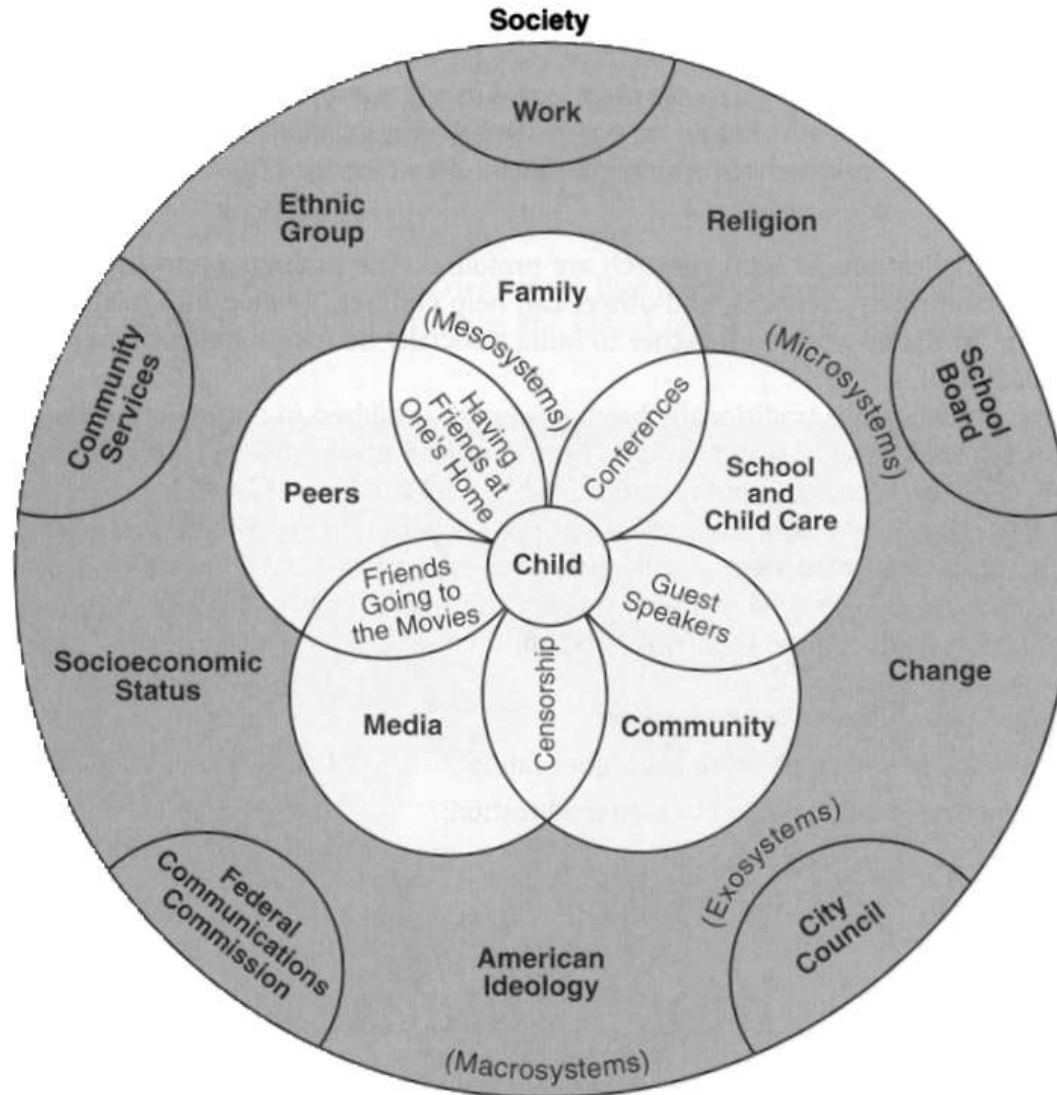 Society
Work
Ethnic
Group
Religion
Family
(Mesosystems)
(Microsystems)
Community
Services
School
Board
Having
Friends at
One's Home
Conferences
Peers
School
and
Child Care
Child
Friends
Going to
the Movies
Guest
Speakers
Socioeconomic
Status
Change
Media
Censorship
Community
(Exosystems)
Federal
Communications
Commission
City
Council
American
Ideology
(Macrosystems)